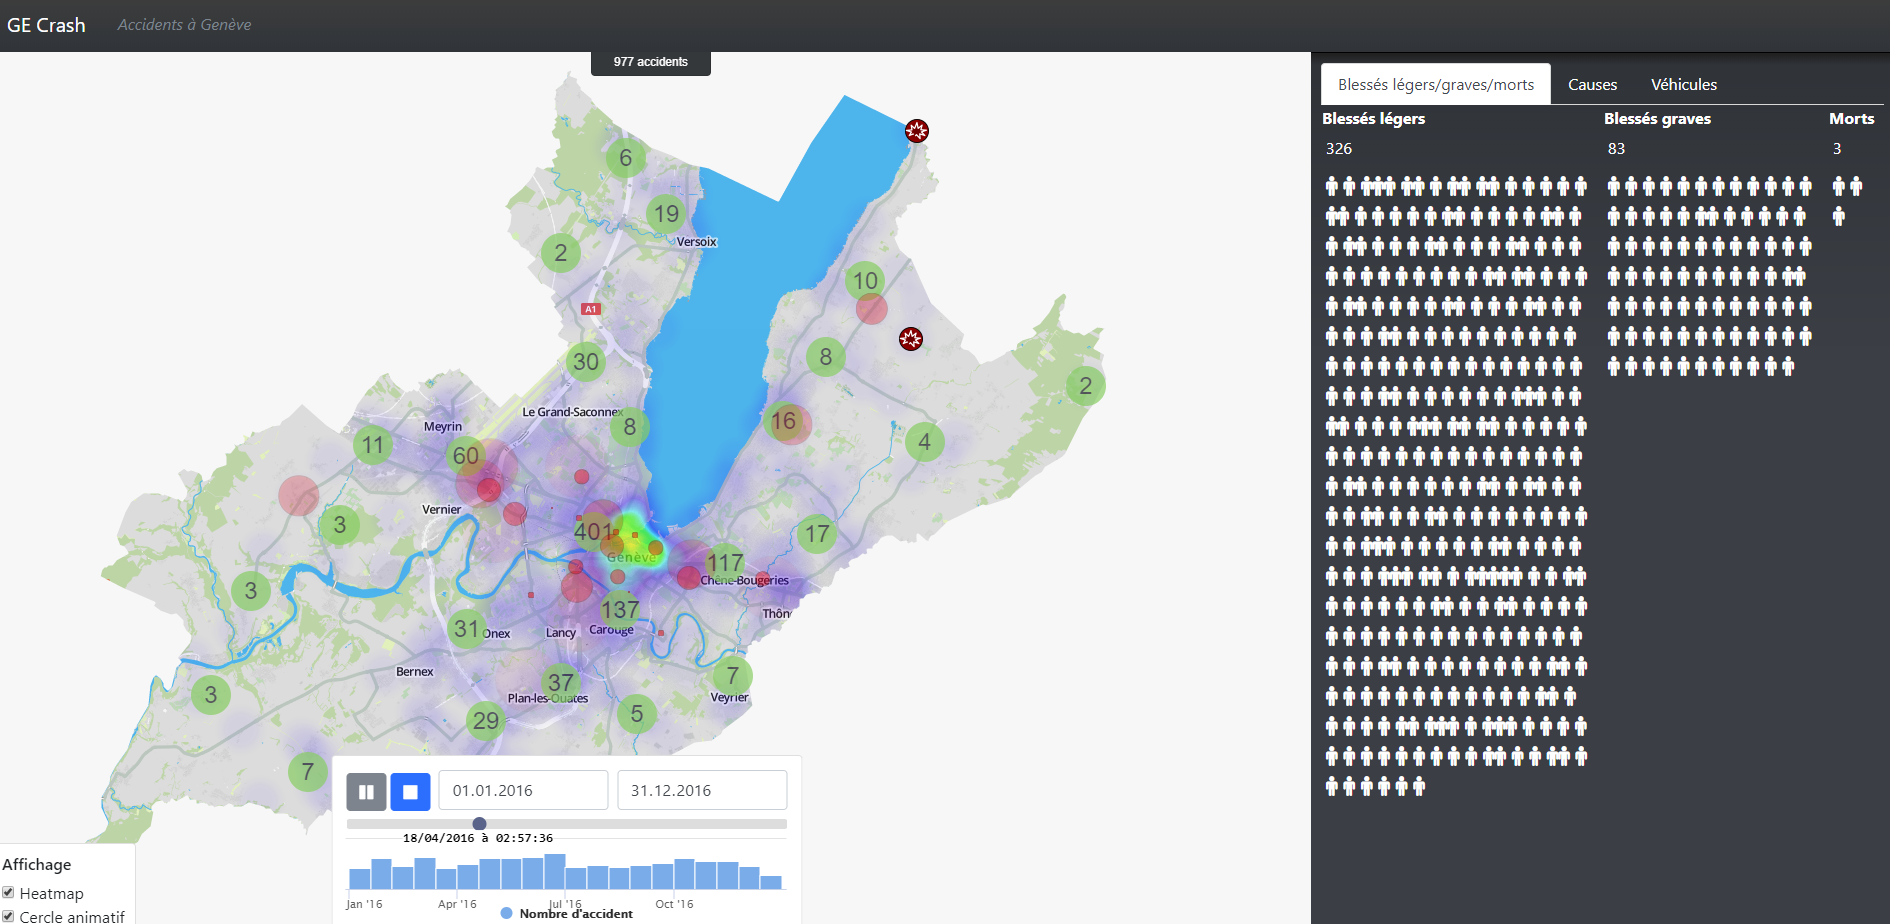 GE Crash
Accidents à Genève
977 accidents
Blessés légers/graves/morts
Causes
Véhicules
Blessés légers
Blessés graves
Morts
326
83
3
6
19
Versoix
2
10
A1
30
8
2
Le Grand-Saconnex
8
16
Meyrin
11
4
60
Vernier
3
401
17
Genève
117
Chêne-Bougeries
3
137
Thôn
31
Onex
Lancy
Carouge
Bernex
7
37
3
Plan-les-Ouates
Veyrier
29
5
7
01.01.2016
31.12.2016
18/04/2016 à 02:57:36
Jan '16
Apr '16
Jul '16
Oct '16
Nombre d'accident
Affichage
Heatmap
Cercle animatif